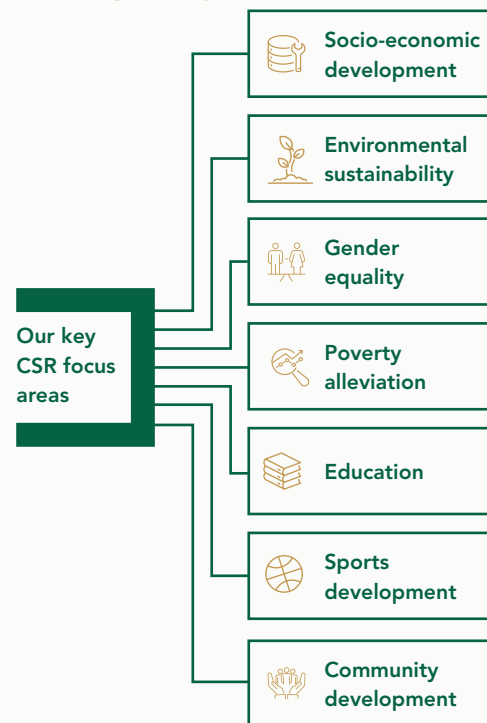 Our key
CSR focus
areas
Socio-economic
development
Environmental
sustainability
Gender
equality
Poverty
alleviation
Education
Sports
development
Community
development